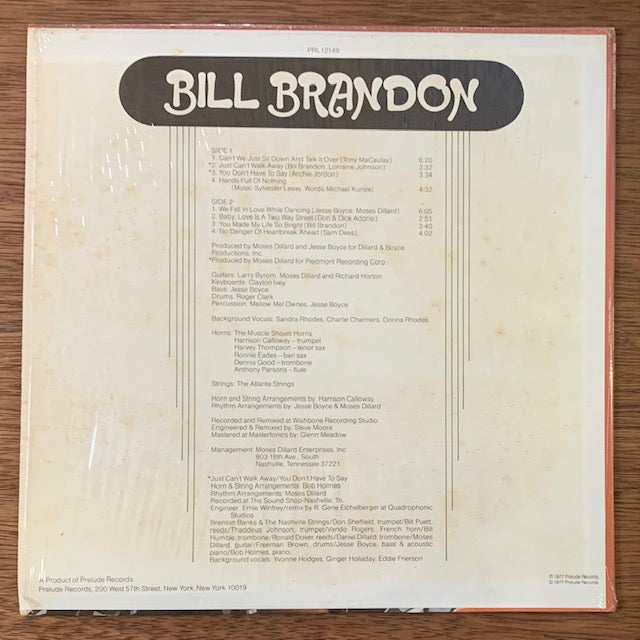 PRL 12149
BILL BRANDON
SIDE 1
1. Can't We Just Sit Down And Talk It Over (Tony MaCaulay) 6:20
*2. Just Can't Walk Away (Bill Brandon, Lorraine Johnson) 3:32
*3. You Don't Have To Say (Archie Jordon) 3:34
4. Hands Full Of Nothing
(Music: Sylvester Levay, Words-Michael Kunze) 4:32
SIDE 2
1. We Fell In Love While Dancing (Jesse Boyce, Moses Dillard) 6:05
2. Baby, Love Is A Two Way Street (Don & Dick Addrisi) 2:51
3. You Made My Life So Bright (Bill Brandon) 3:40
4. No Danger Of Heartbreak Ahead (Sam Dees) 4:02
Produced by Moses Dillard and Jesse Boyce for Dillard & Boyce
Productions, Inc.
*Produced by Moses Dillard for Piedmont Recording Corp.
Guitars: Larry Byrom, Moses Dillard and Richard Horton
Keyboards: Clayton Ivey
Bass: Jesse Boyce
Drums: Roger Clark
Percussion: Mellow Mel Ownes, Jesse Boyce
Background Vocals: Sandra Rhodes, Charlie Chalmers, Donna Rhodes
Horns: The Muscle Shoals Horns
Harrison Calloway—trumpet
Harvey Thompson—tenor sax
Ronnie Eades—bari sax
Dennis Good—trombone
Anthony Parsons—flute
Strings: The Atlanta Strings
Horn and String Arrangements by: Harrison Calloway
Rhythm Arrangements by: Jesse Boyce & Moses Dillard
Recorded and Remixed at Wishbone Recording Studio
Engineered & Remixed by: Steve Moore
Mastered at Masterfonics by: Glenn Meadow
Management: Moses Dillard Enterprises, Inc
903 18th Ave., South
Nashville, Tennessee 37221
*Just Can't Walk Away/You Don't Have To Say
Horn & String Arrangements: Bob Holmes
Rhythm Arrangements: Moses Dillard
Recorded at The Sound Shop-Nashville, Tn.
Engineer: Ernie Winfrey/remix by R. Gene Eichelberger at Quadrophonic
Studios
Brenton Banks & The Nashville Strings/Don Sheffield, trumpet/Bill Puett,
reeds/Thaddeus Johnson, trumpet/Vando Rogers, French horn/Bill
Humble, trombone/Ronald Dover, reeds/Daniel Dillard, trombone/Moses
Dillard, guitar/Freeman Brown, drums/Jesse Boyce, bass & acoustic
piano/Bob Holmes, piano.
Background vocals: Yvonne Hodges, Ginger Holladay, Eddie Frierson
A Product of Prelude Records
Prelude Records, 200 West 57th Street, New York, New York 10019
℗ 1977 Prelude Records
© 1977 Prelude Records